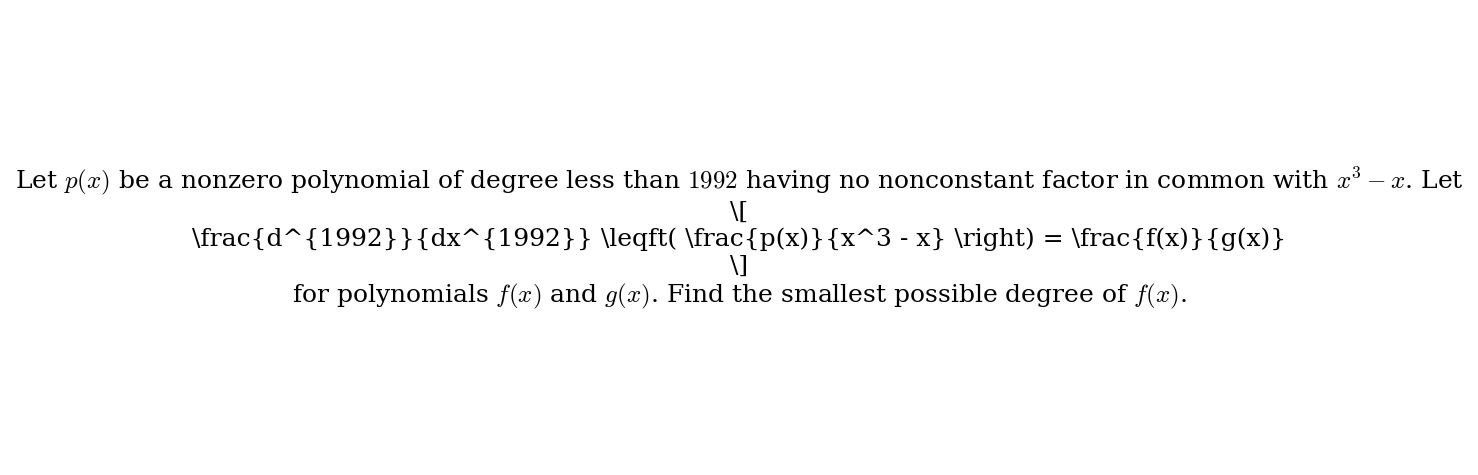 Let $p(x)$ be a nonzero polynomial of degree less than $1992$ having no nonconstant factor in common with $x^3 - x$. Let
\[
\frac{d^{1992}}{dx^{1992}} \leqft( \frac{p(x)}{x^3 - x} \right) = \frac{f(x)}{g(x)}
\]
for polynomials $f(x)$ and $g(x)$. Find the smallest possible degree of $f(x)$.